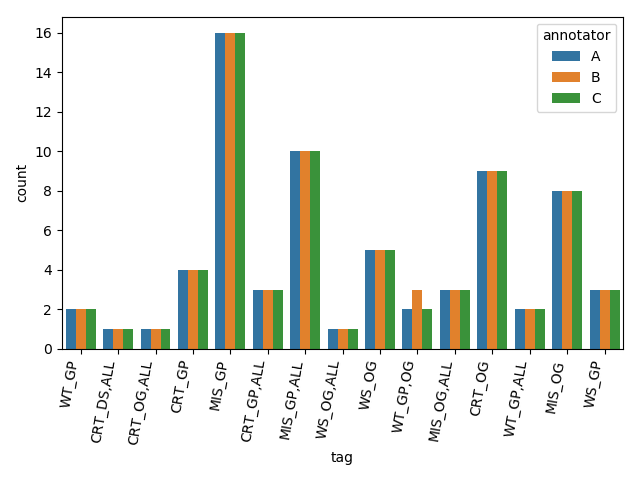 annotator
A
B
C
16
14
12
10
8
6
4
2
0
count
WT_GP
CRT_DS,ALL
CRT_OG,ALL
CRT_GP
MIS_GP
CRT_GP,ALL
MIS_GP,ALL
WS_OG,ALL
WS_OG
WT_GP,OG
MIS_OG,ALL
CRT_OG
WT_GP,ALL
MIS_OG
WS_GP
tag